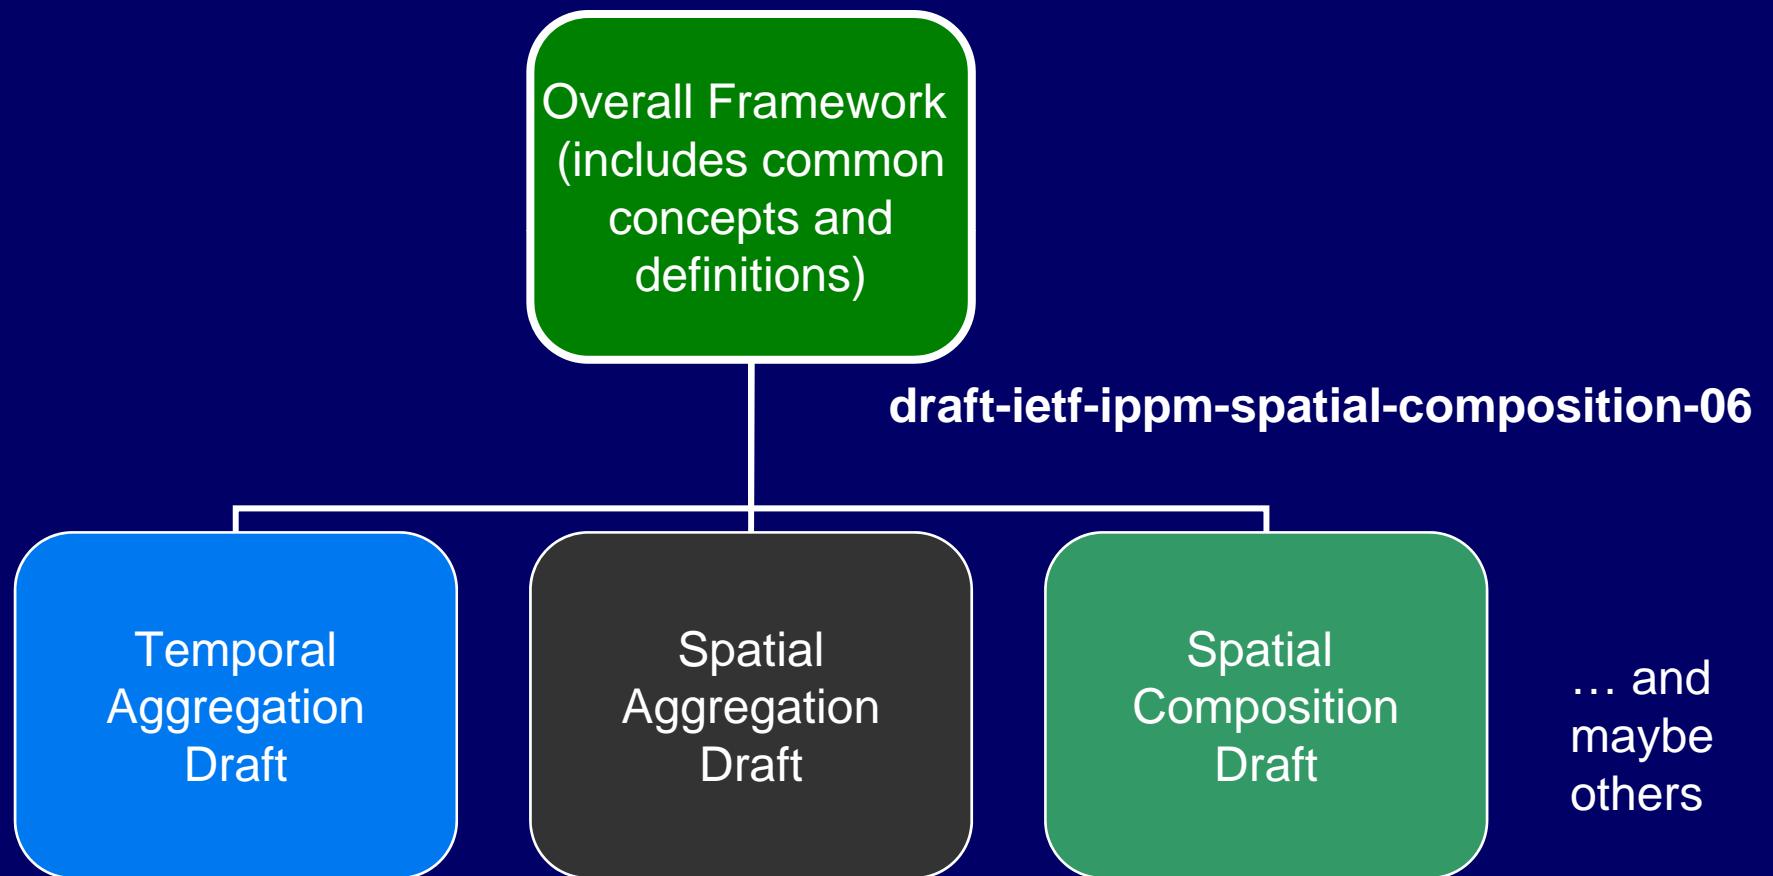 Overall Framework
(includes common
concepts and
definitions)
draft-ietf-ippm-spatial-composition-06
Temporal
Aggregation
Draft
Spatial
Aggregation
Draft
Spatial
Composition
Draft
… and
maybe
others